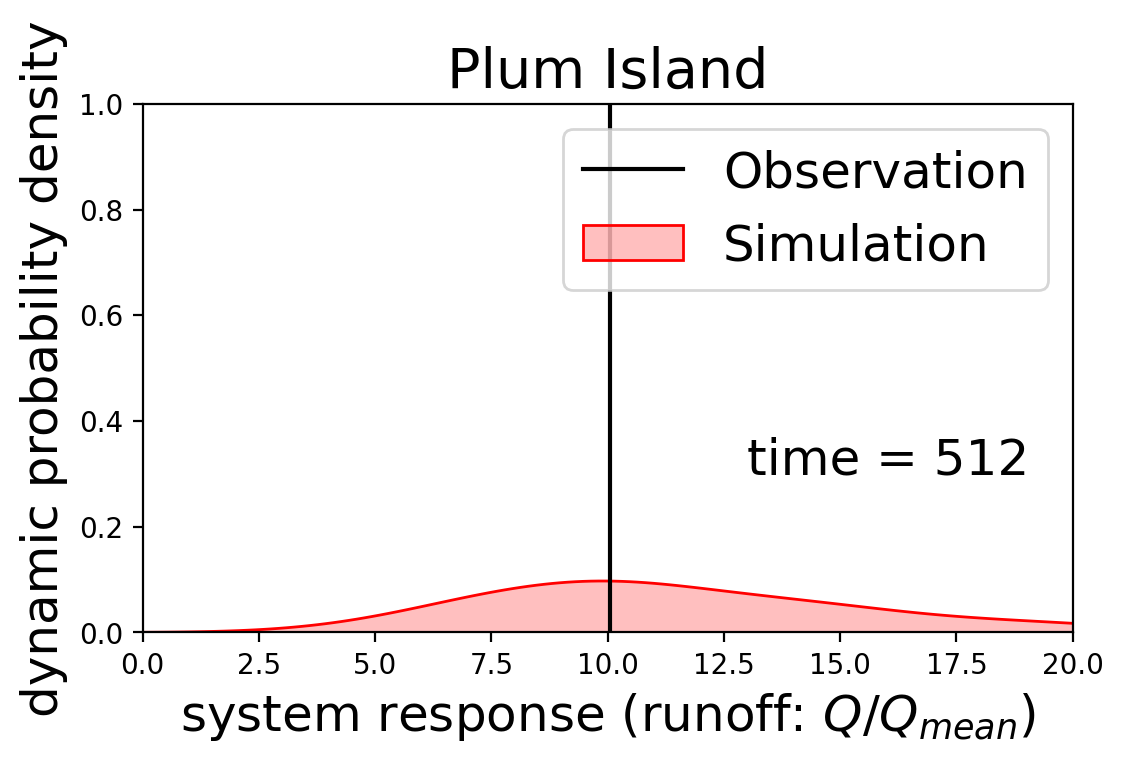 Plum Island
dynamic probability density
1.0
0.8
0.6
0.4
0.2
0.0
Observation
Simulation
time = 512
0.0 2.5 5.0 7.5 10.0 12.5 15.0 17.5 20.0
system response (runoff: Q/Q_mean)